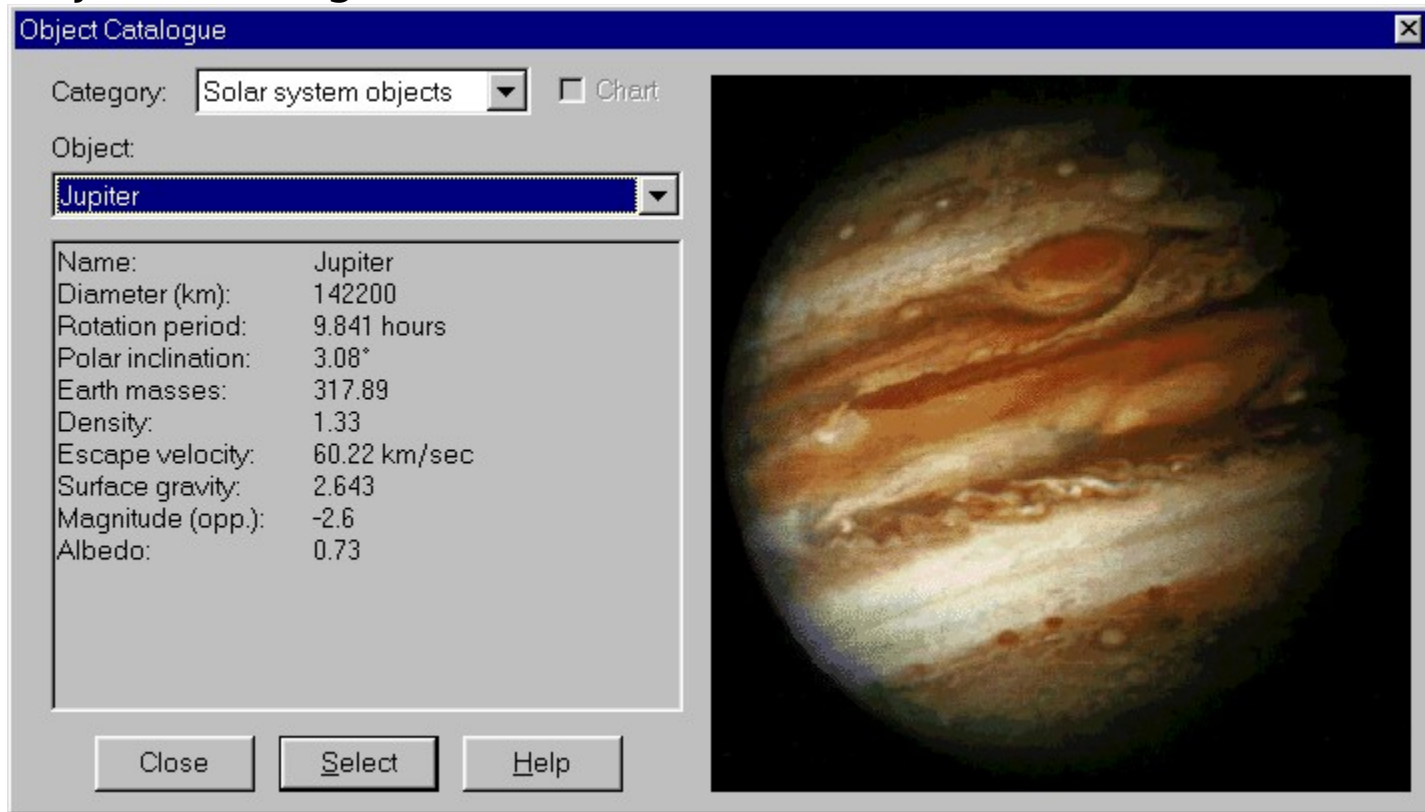 Object Catalogue
Category: Solar system objects Chart
Object:
Jupiter
Name: Jupiter
Diameter (km): 142200
Rotation period: 9.841 hours
Polar inclination: 3.08°
Earth masses: 317.89
Density: 1.33
Escape velocity: 60.22 km/sec
Surface gravity: 2.643
Magnitude (opp.): -2.6
Albedo: 0.73
Close Select Help